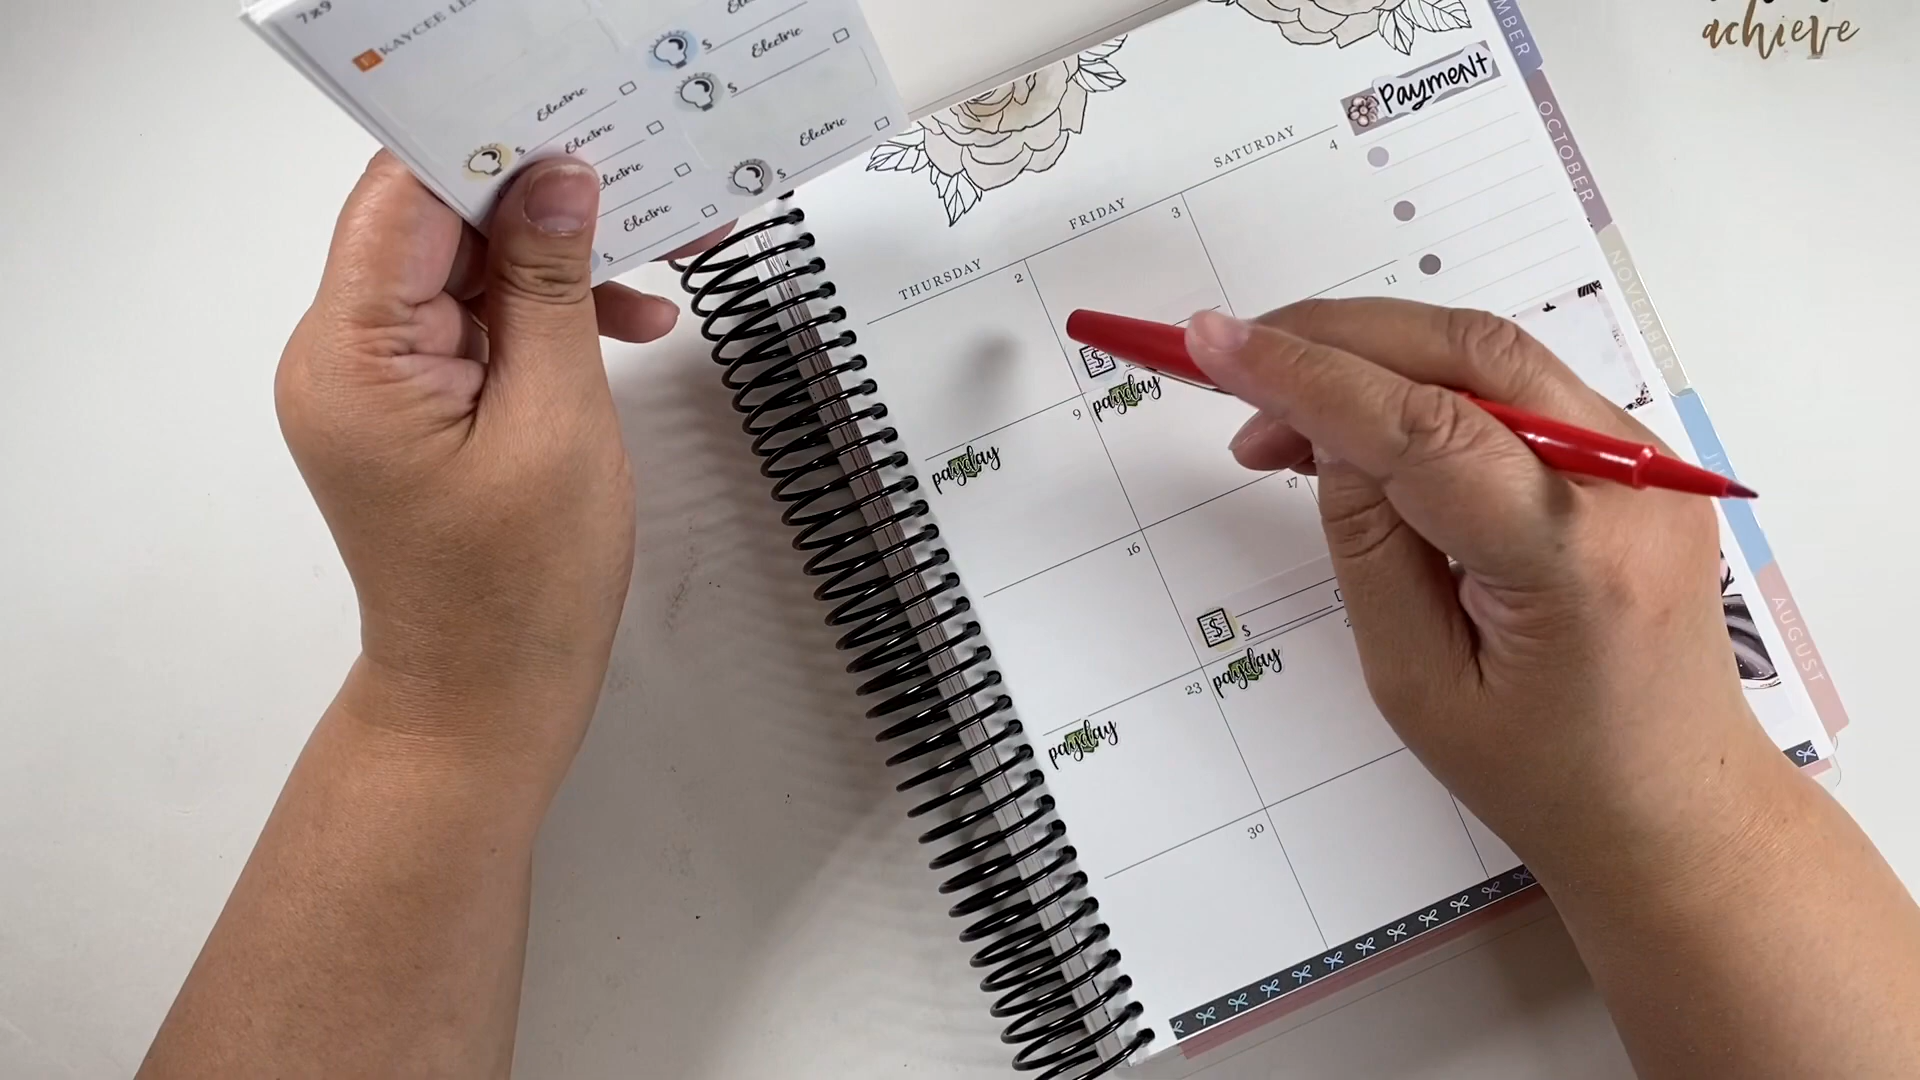 7x9
KAYCEE
Electric
$
Electric
$
Electric
$
Electric
Electric
$
Electric
Electric
$
achieve
Payment
THURSDAY
FRIDAY
SATURDAY
2
3
4
$
payday
9
11
payday
16
17
$
$
payday
23
payday
30
OCTOBER
NOVEMBER
AUGUST